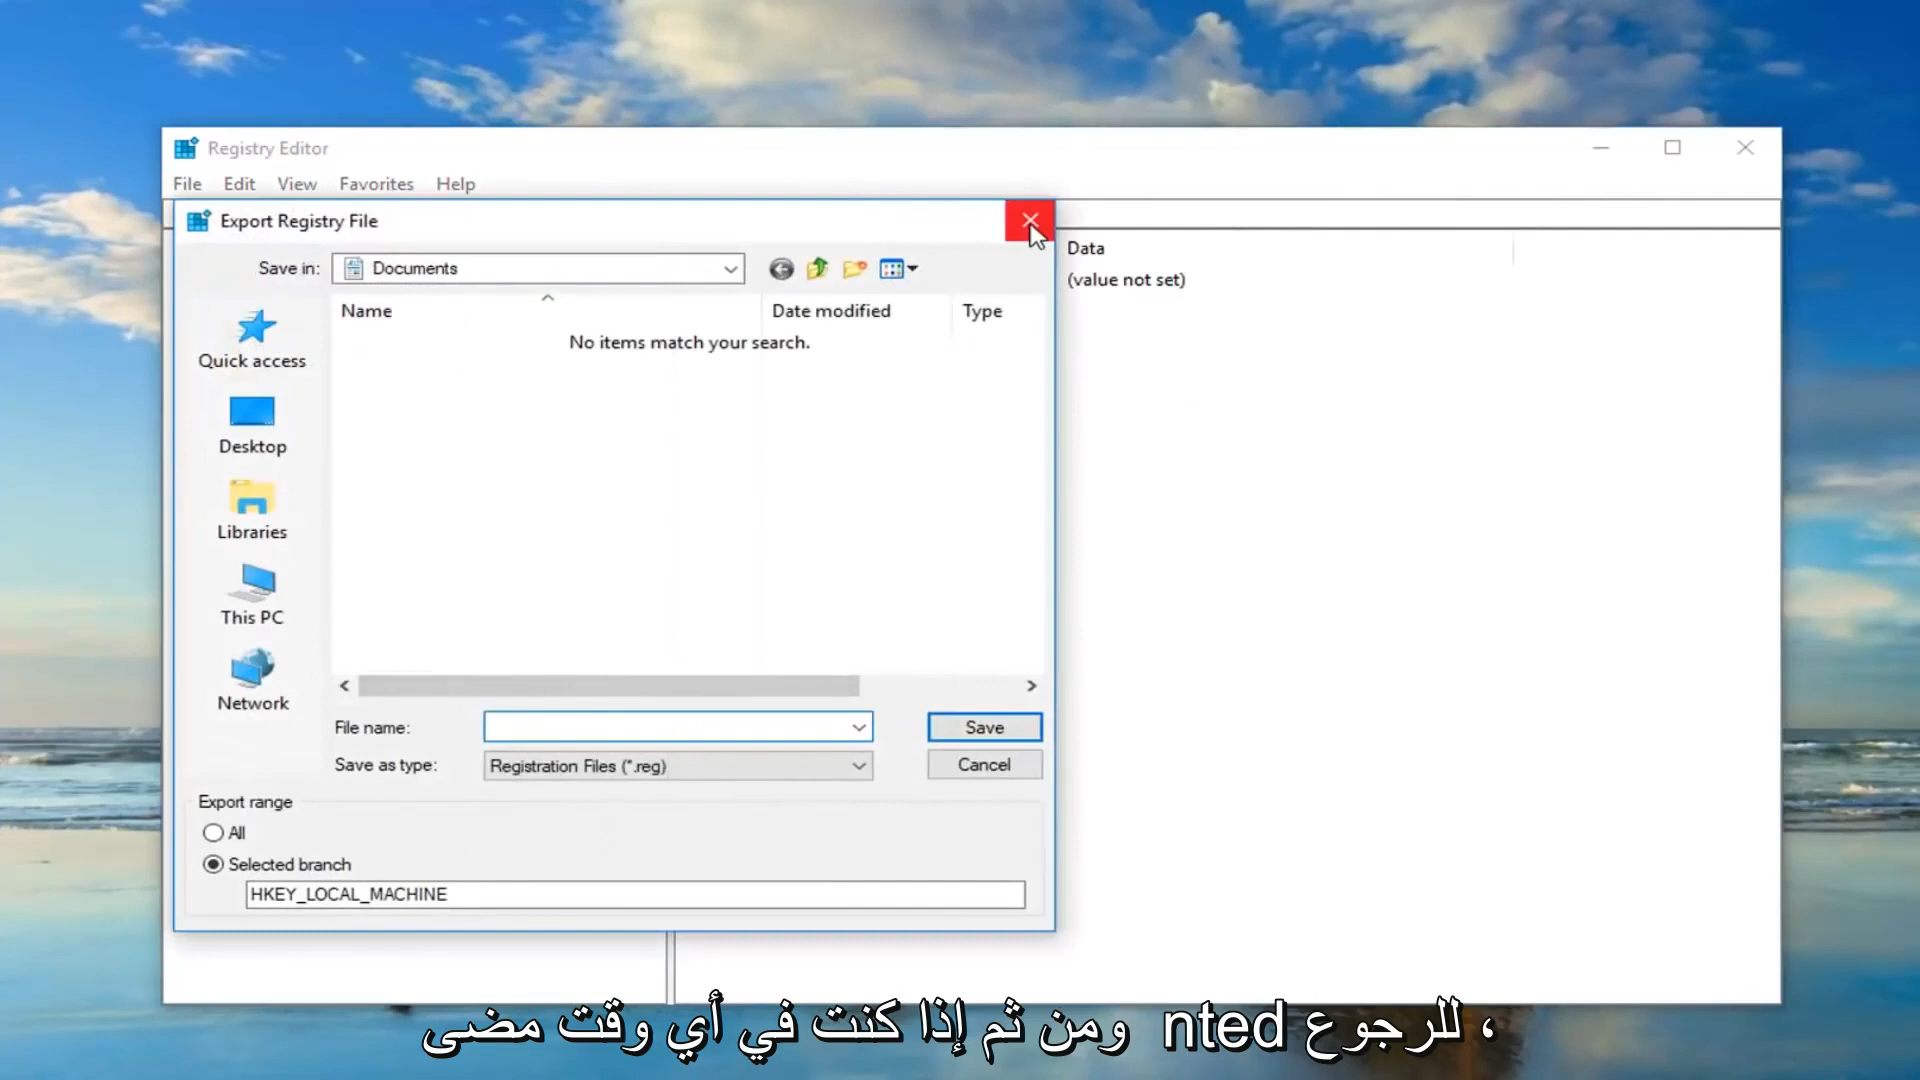 Registry Editor
File Edit View Favorites Help
Export Registry File
Data
Save in: Documents
(value not set)
Name Date modified Type
No items match your search.
Quick access
Desktop
Libraries
This PC
Network
File name: Save
Save as type: Registration Files (*.reg) Cancel
Export range
All
Selected branch
HKEY_LOCAL_MACHINE
، للرجوع nted ومن ثم إذا كنت في أي وقت مضى